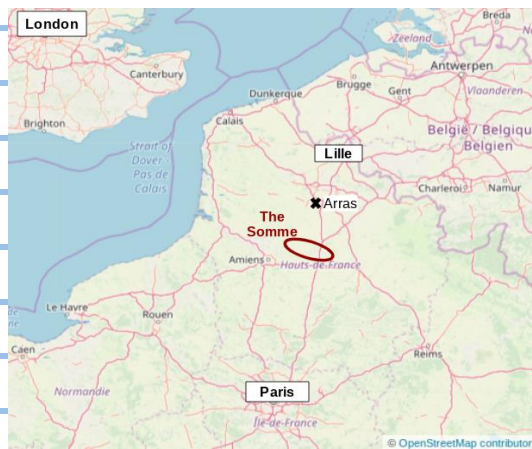 London
Breda
Zeeland
Canterbury
Antwerpen
Brugge
Dunkerque
Gent
Vlaanderen
Brighton
Calais
België / Belgique
Belgien
Strait of
Dover -
Pas de
Calais
Lille
Charleroi
Namur
Arras
The
Somme
Amiens
Hauts-de-France
Le Havre
Rouen
Caen
Reims
Normandie
Paris
Île-de-France
© OpenStreetMap contributor